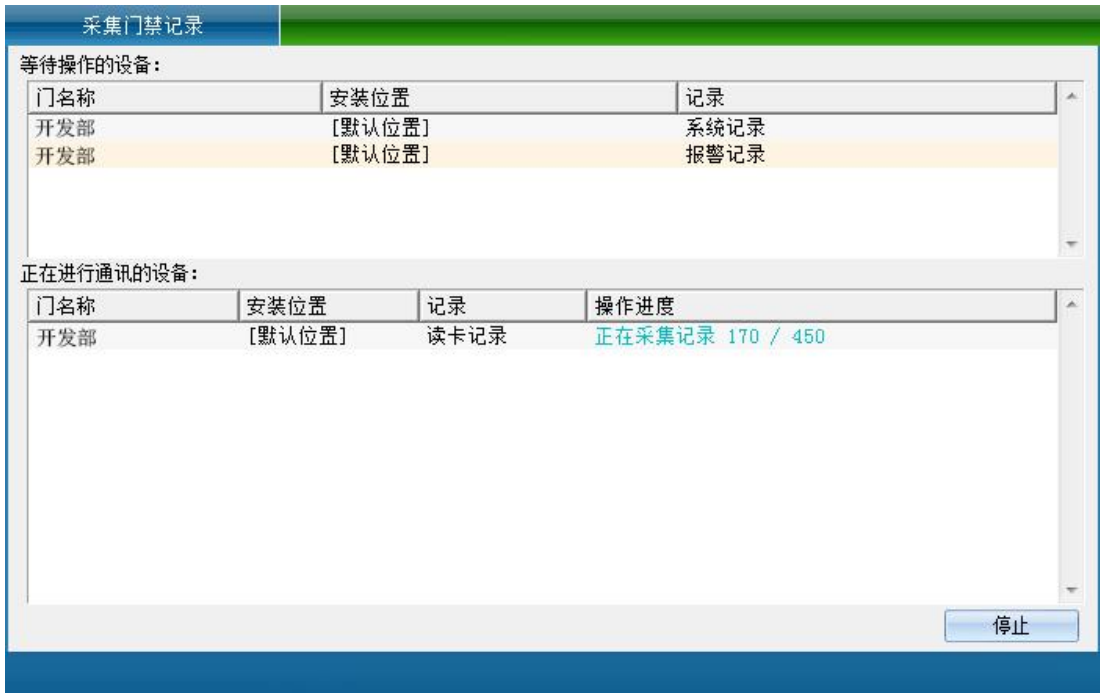 采集门禁记录
等待操作的设备:
门名称 安装位置 记录
开发部 [默认位置] 系统记录
开发部 [默认位置] 报警记录
正在进行通讯的设备:
门名称 安装位置 记录 操作进度
开发部 [默认位置] 读卡记录 正在采集记录 170 / 450
停止